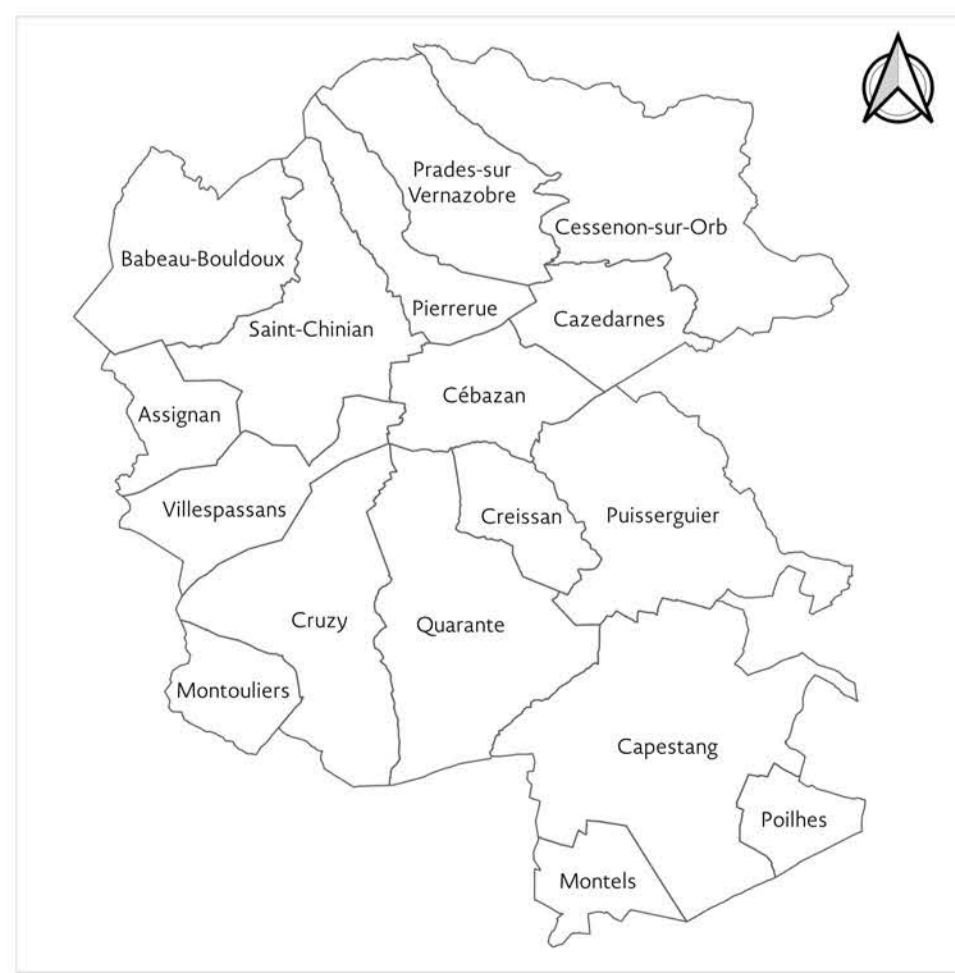 Prades-sur
Vernazobre
Cessenon-sur-Orb
Babeau-Bouldoux
Pierrerue
Cazedarnes
Saint-Chinian
Cébazan
Assignan
Villespassans
Creissan
Puisserguier
Cruzy
Quarante
Montouliers
Capestang
Poilhes
Montels